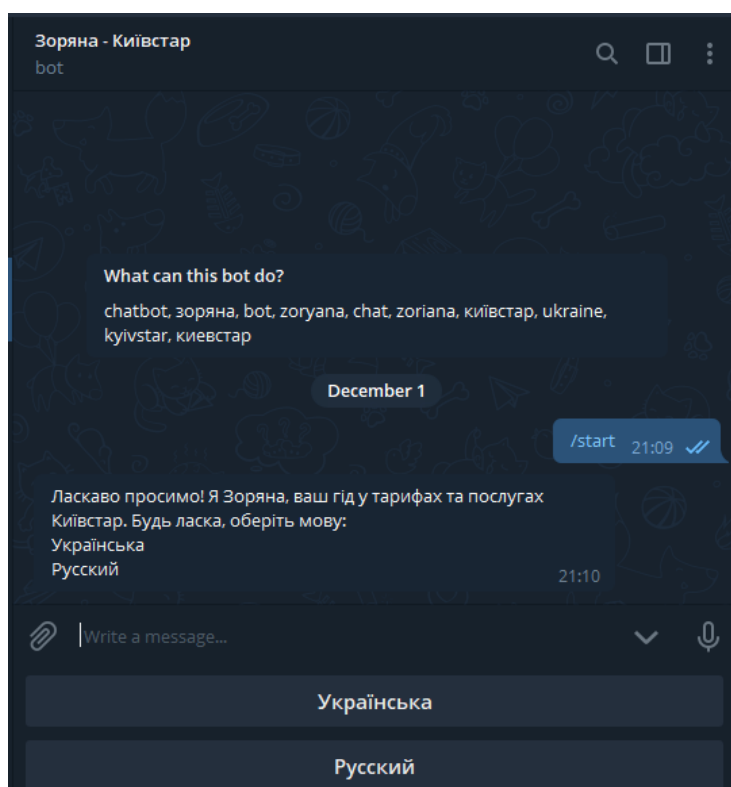 Зоряна - Київстар
bot
What can this bot do?
chatbot, зоряна, bot, zoryana, chat, zoriana, київстар, ukraine,
kyivstar, киевстар
December 1
/start 21:09
Ласкаво просимо! Я Зоряна, ваш гід у тарифах та послугах
Київстар. Будь ласка, оберіть мову:
Українська
Русский
21:10
Write a message...
Українська
Русский